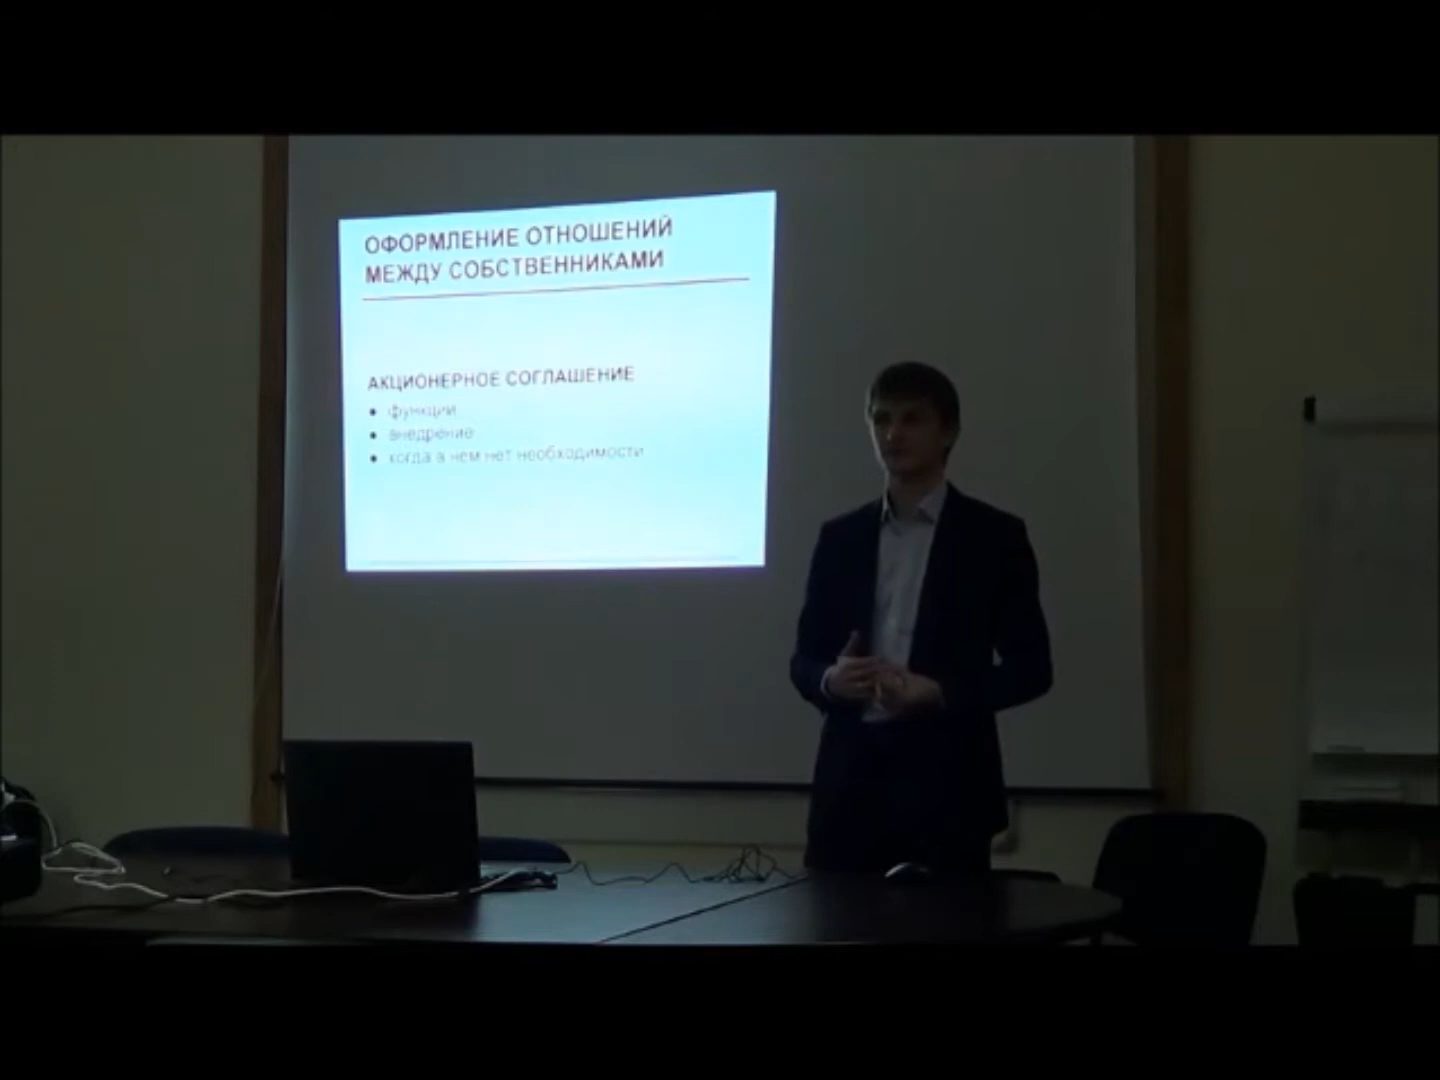 ОФОРМЛЕНИЕ ОТНОШЕНИЙ
МЕЖДУ СОБСТВЕННИКАМИ
АКЦИОНЕРНОЕ СОГЛАШЕНИЕ
• функции
• внедрение
• когда в нем нет необходимости